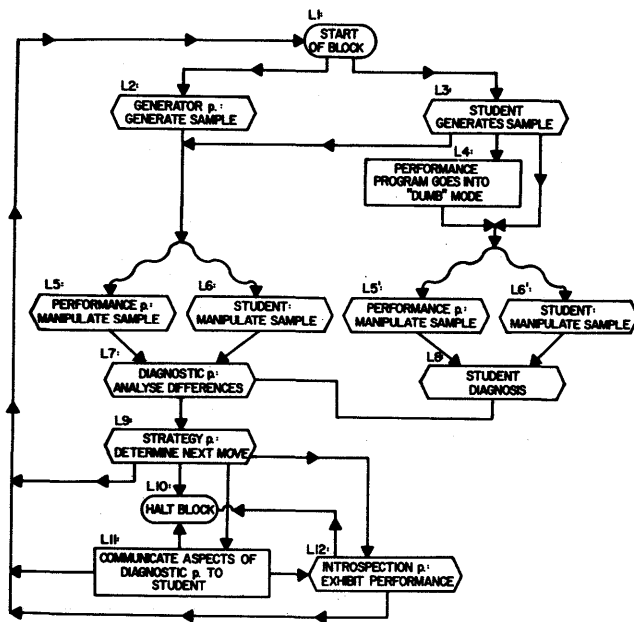 L1:
START
OF BLOCK
L2:
GENERATOR p.:
GENERATE SAMPLE
L3:
STUDENT
GENERATES SAMPLE
L4:
PERFORMANCE
PROGRAM GOES INTO
"DUMB" MODE
L5:
PERFORMANCE p.:
MANIPULATE SAMPLE
L6:
STUDENT:
MANIPULATE SAMPLE
L5':
PERFORMANCE p.:
MANIPULATE SAMPLE
L6':
STUDENT:
MANIPULATE SAMPLE
L7:
DIAGNOSTIC p.:
ANALYSE DIFFERENCES
L8:
STUDENT
DIAGNOSIS
L9:
STRATEGY p.:
DETERMINE NEXT MOVE
L10:
HALT BLOCK
L11:
COMMUNICATE ASPECTS OF
DIAGNOSTIC p. TO
STUDENT
L12:
INTROSPECTION p.:
EXHIBIT PERFORMANCE